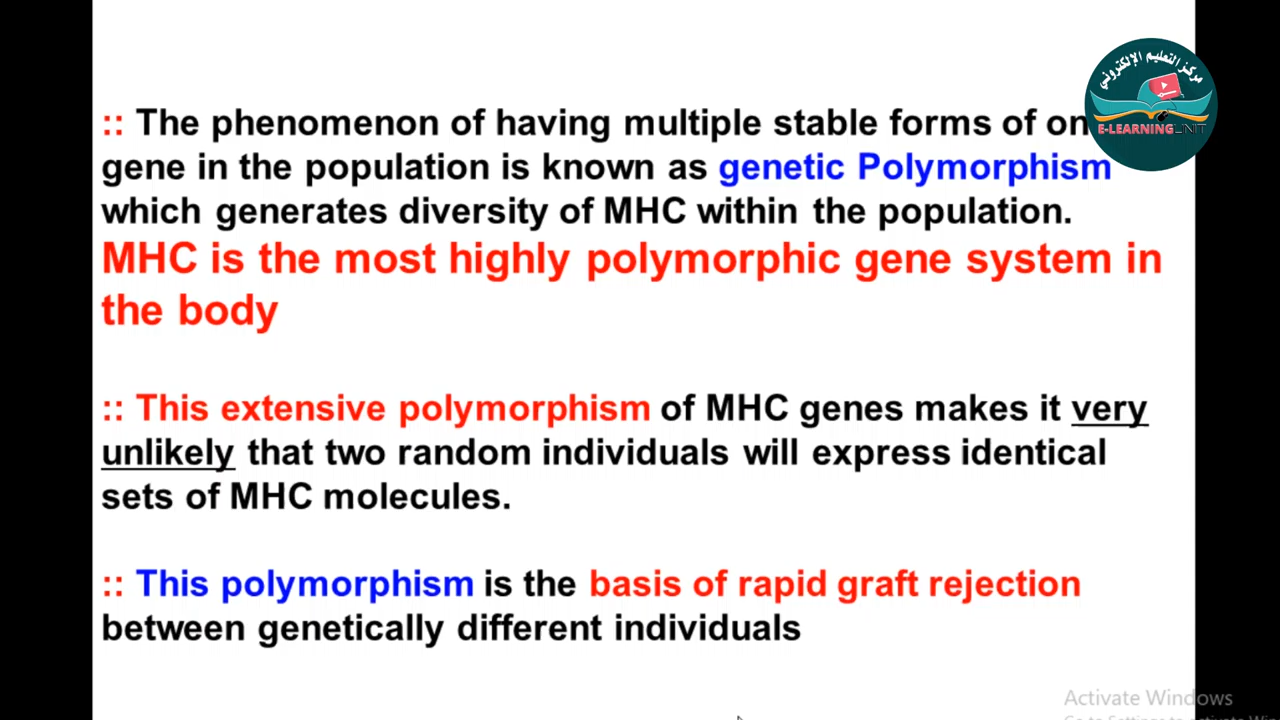 مركز التعليم الإلكتروني
E-LEARNING UNIT
:: The phenomenon of having multiple stable forms of on
gene in the population is known as genetic Polymorphism
which generates diversity of MHC within the population.
MHC is the most highly polymorphic gene system in
the body
:: This extensive polymorphism of MHC genes makes it very
unlikely that two random individuals will express identical
sets of MHC molecules.
:: This polymorphism is the basis of rapid graft rejection
between genetically different individuals
Activate Windows